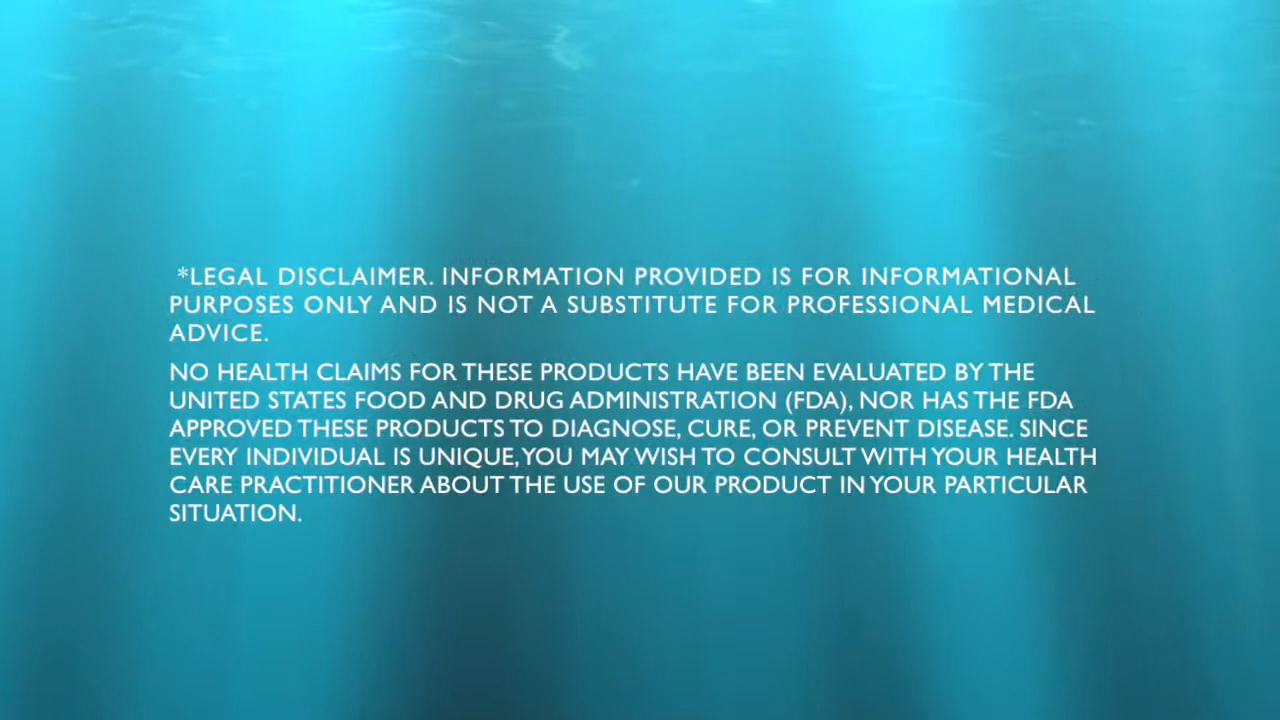 *LEGAL DISCLAIMER. INFORMATION PROVIDED IS FOR INFORMATIONAL
PURPOSES ONLY AND IS NOT A SUBSTITUTE FOR PROFESSIONAL MEDICAL
ADVICE.
NO HEALTH CLAIMS FOR THESE PRODUCTS HAVE BEEN EVALUATED BY THE
UNITED STATES FOOD AND DRUG ADMINISTRATION (FDA), NOR HAS THE FDA
APPROVED THESE PRODUCTS TO DIAGNOSE, CURE, OR PREVENT DISEASE. SINCE
EVERY INDIVIDUAL IS UNIQUE, YOU MAY WISH TO CONSULT WITH YOUR HEALTH
CARE PRACTITIONER ABOUT THE USE OF OUR PRODUCT IN YOUR PARTICULAR
SITUATION.